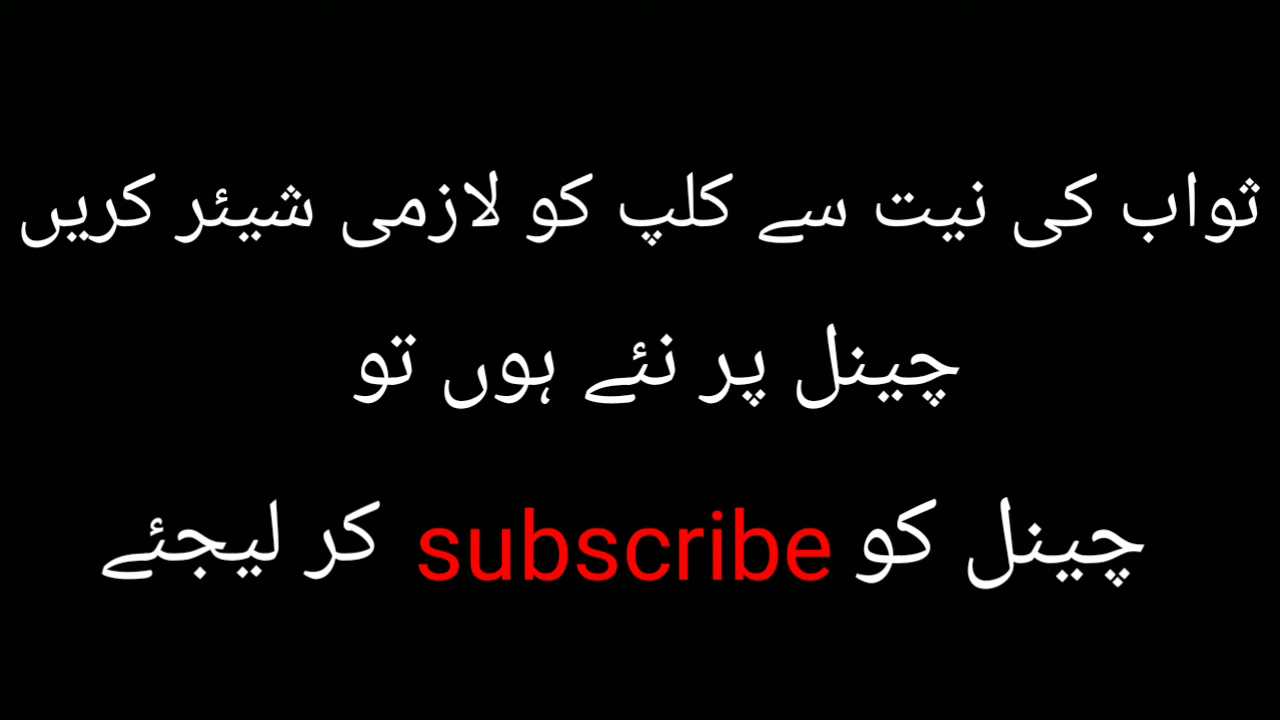 ثواب کی نیت سے کلپ کو لازمی شیئر کریں
چینل پر نئے ہوں تو
چینل کو subscribe کر لیجئے